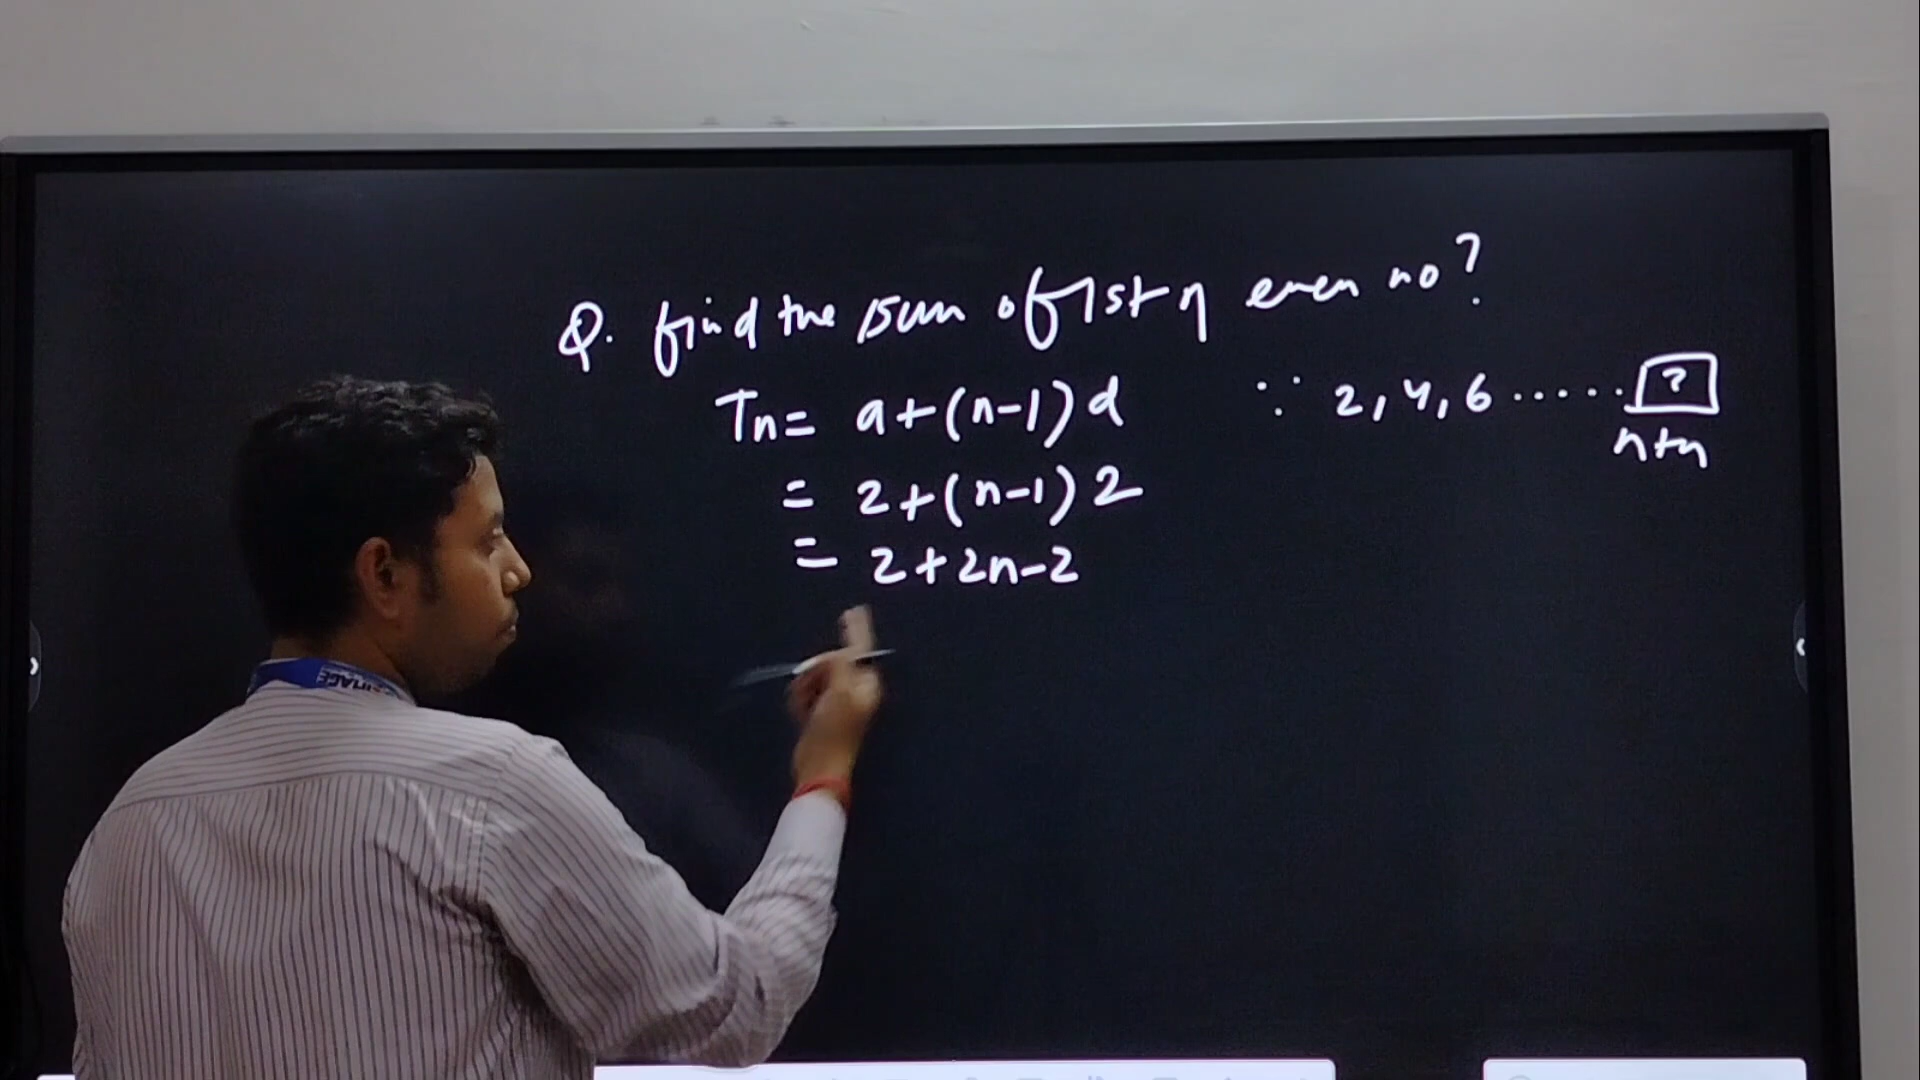 Q. find the sum of 1st n even no?
Tn = a+(n-1)d
∵ 2, 4, 6 ..... ?
nth
= 2+(n-1)2
= 2+2n-2